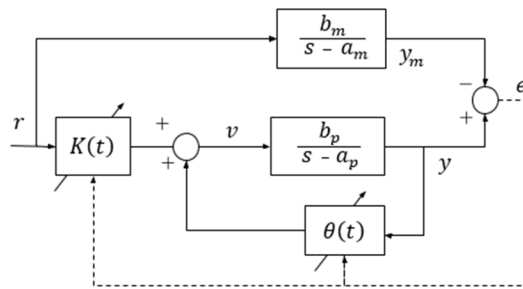 b_m
s - a_m
y_m
−
e
+
r
K(t)
+
+
v
b_p
s - a_p
y
θ(t)